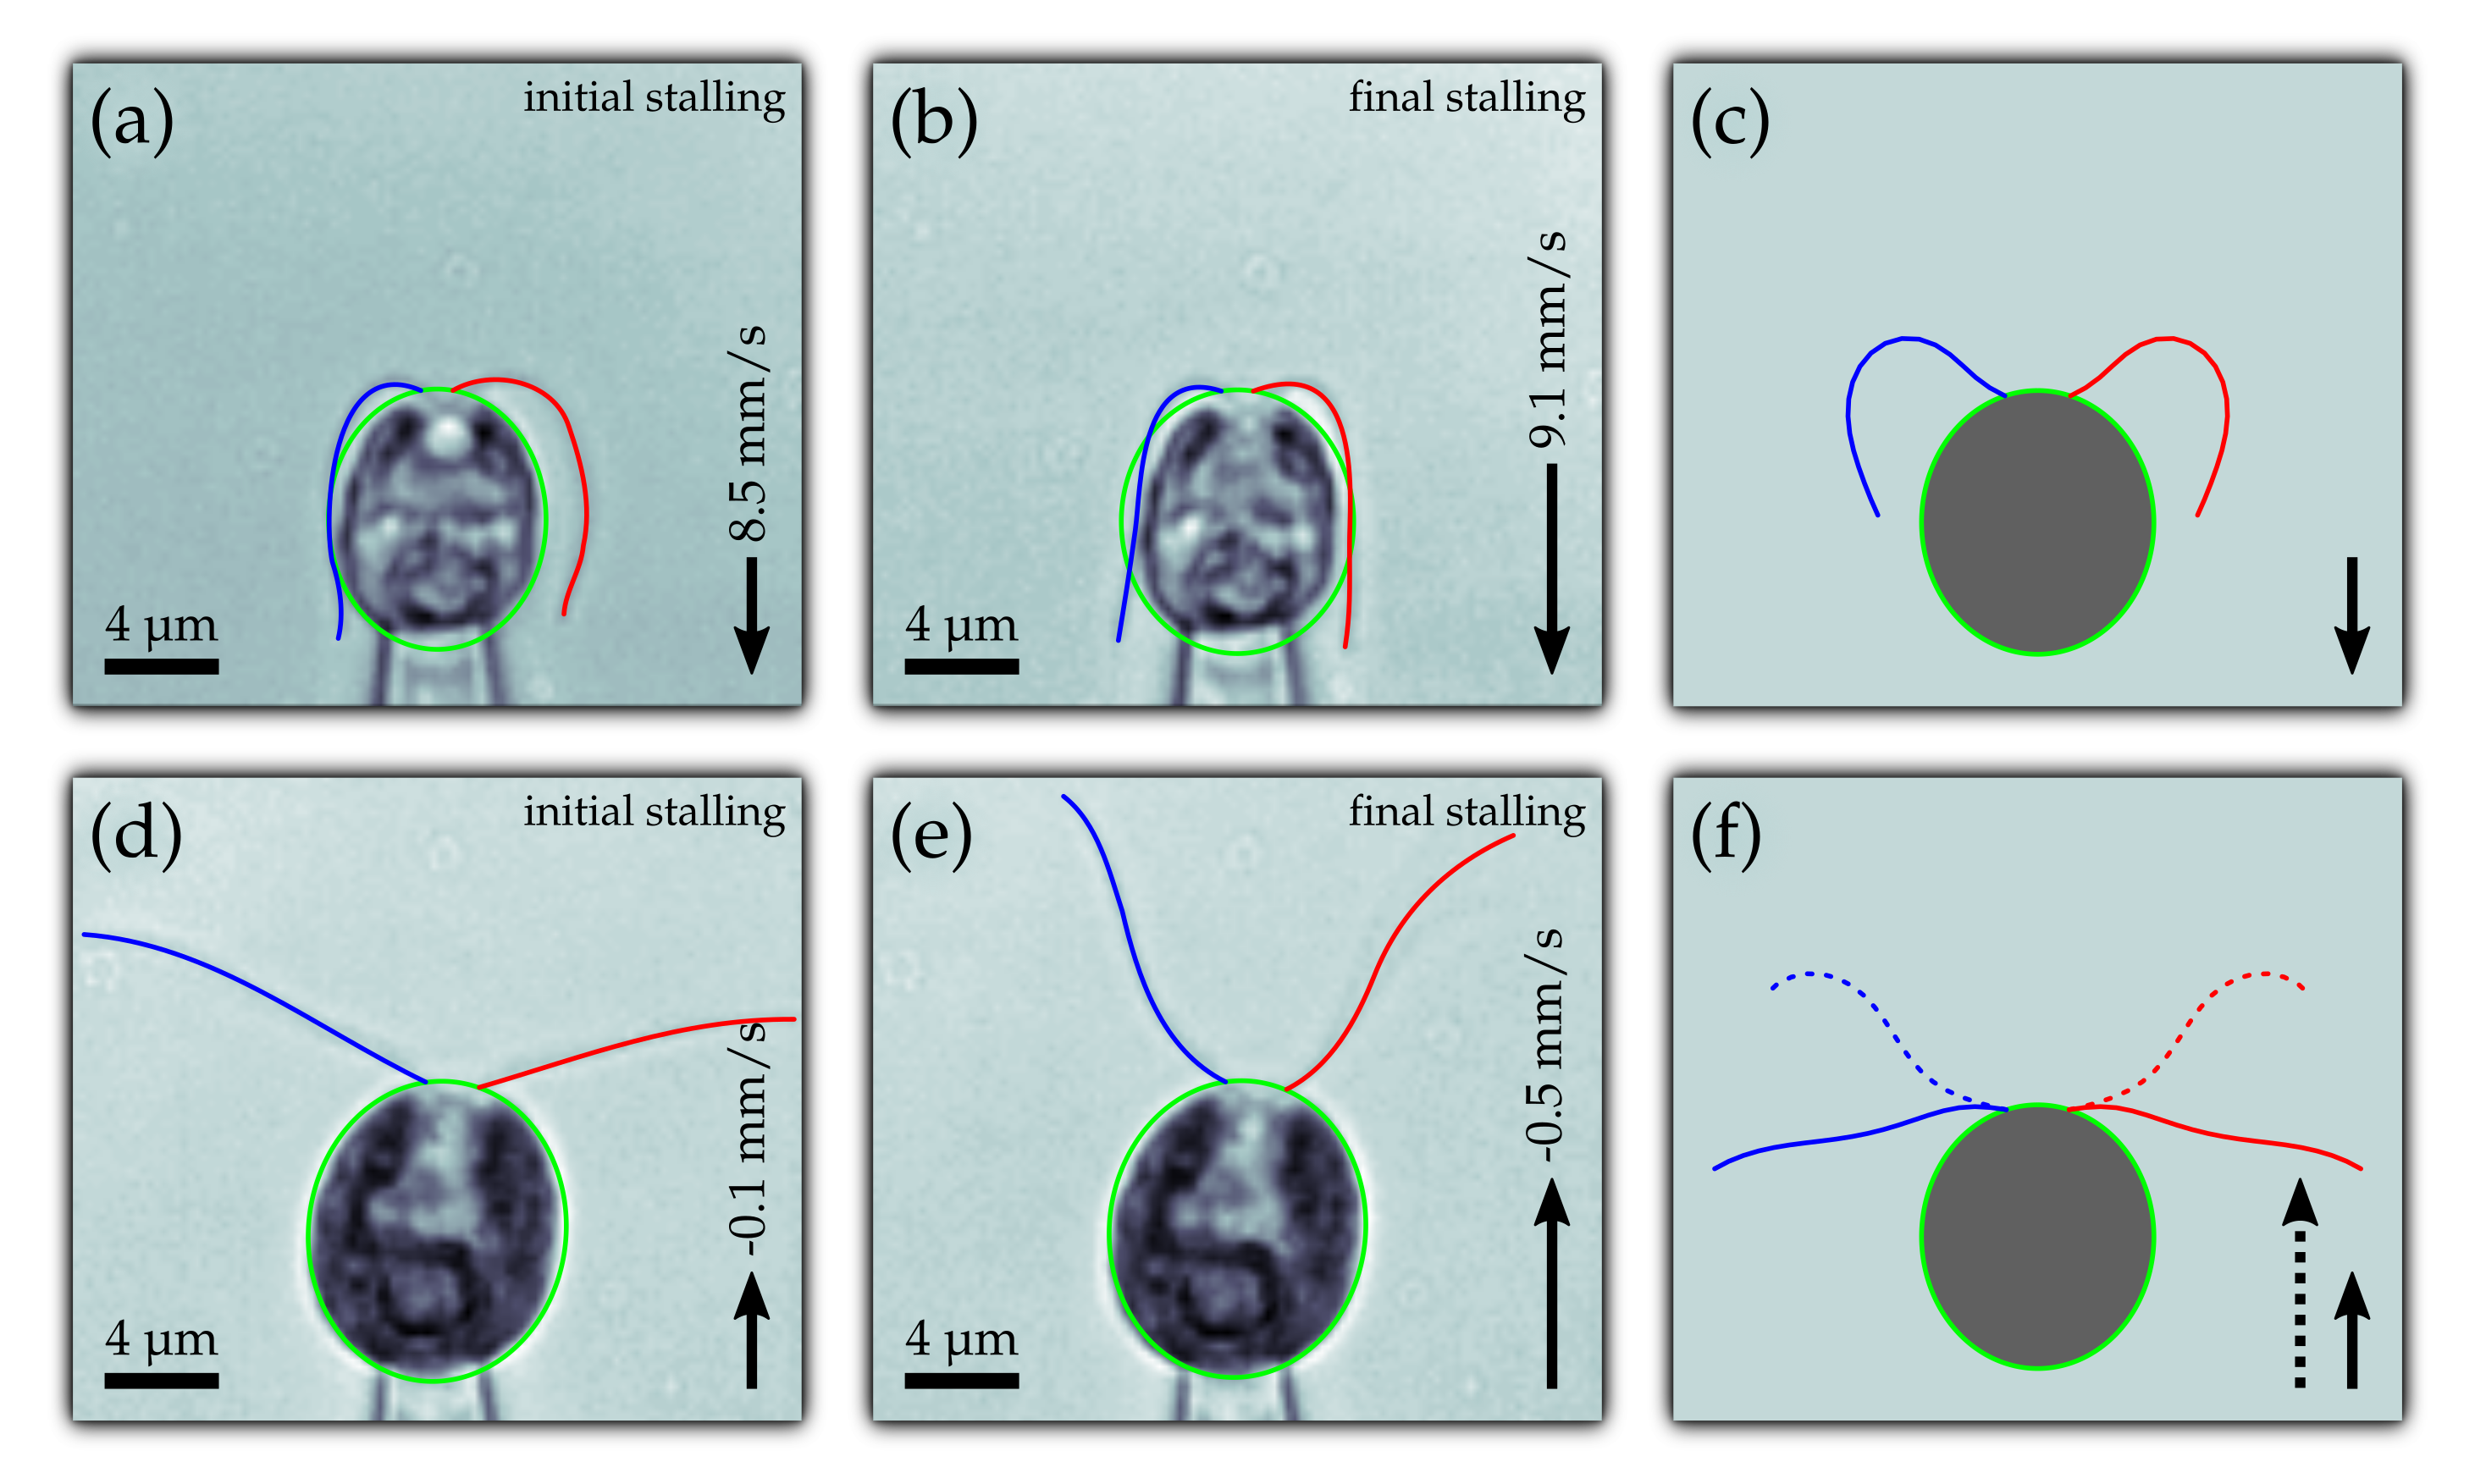 (a)
initial stalling
8.5 mm/s
4 μm
(b)
final stalling
9.1 mm/s
4 μm
(c)
(d)
initial stalling
-0.1 mm/s
4 μm
(e)
final stalling
-0.5 mm/s
4 μm
(f)